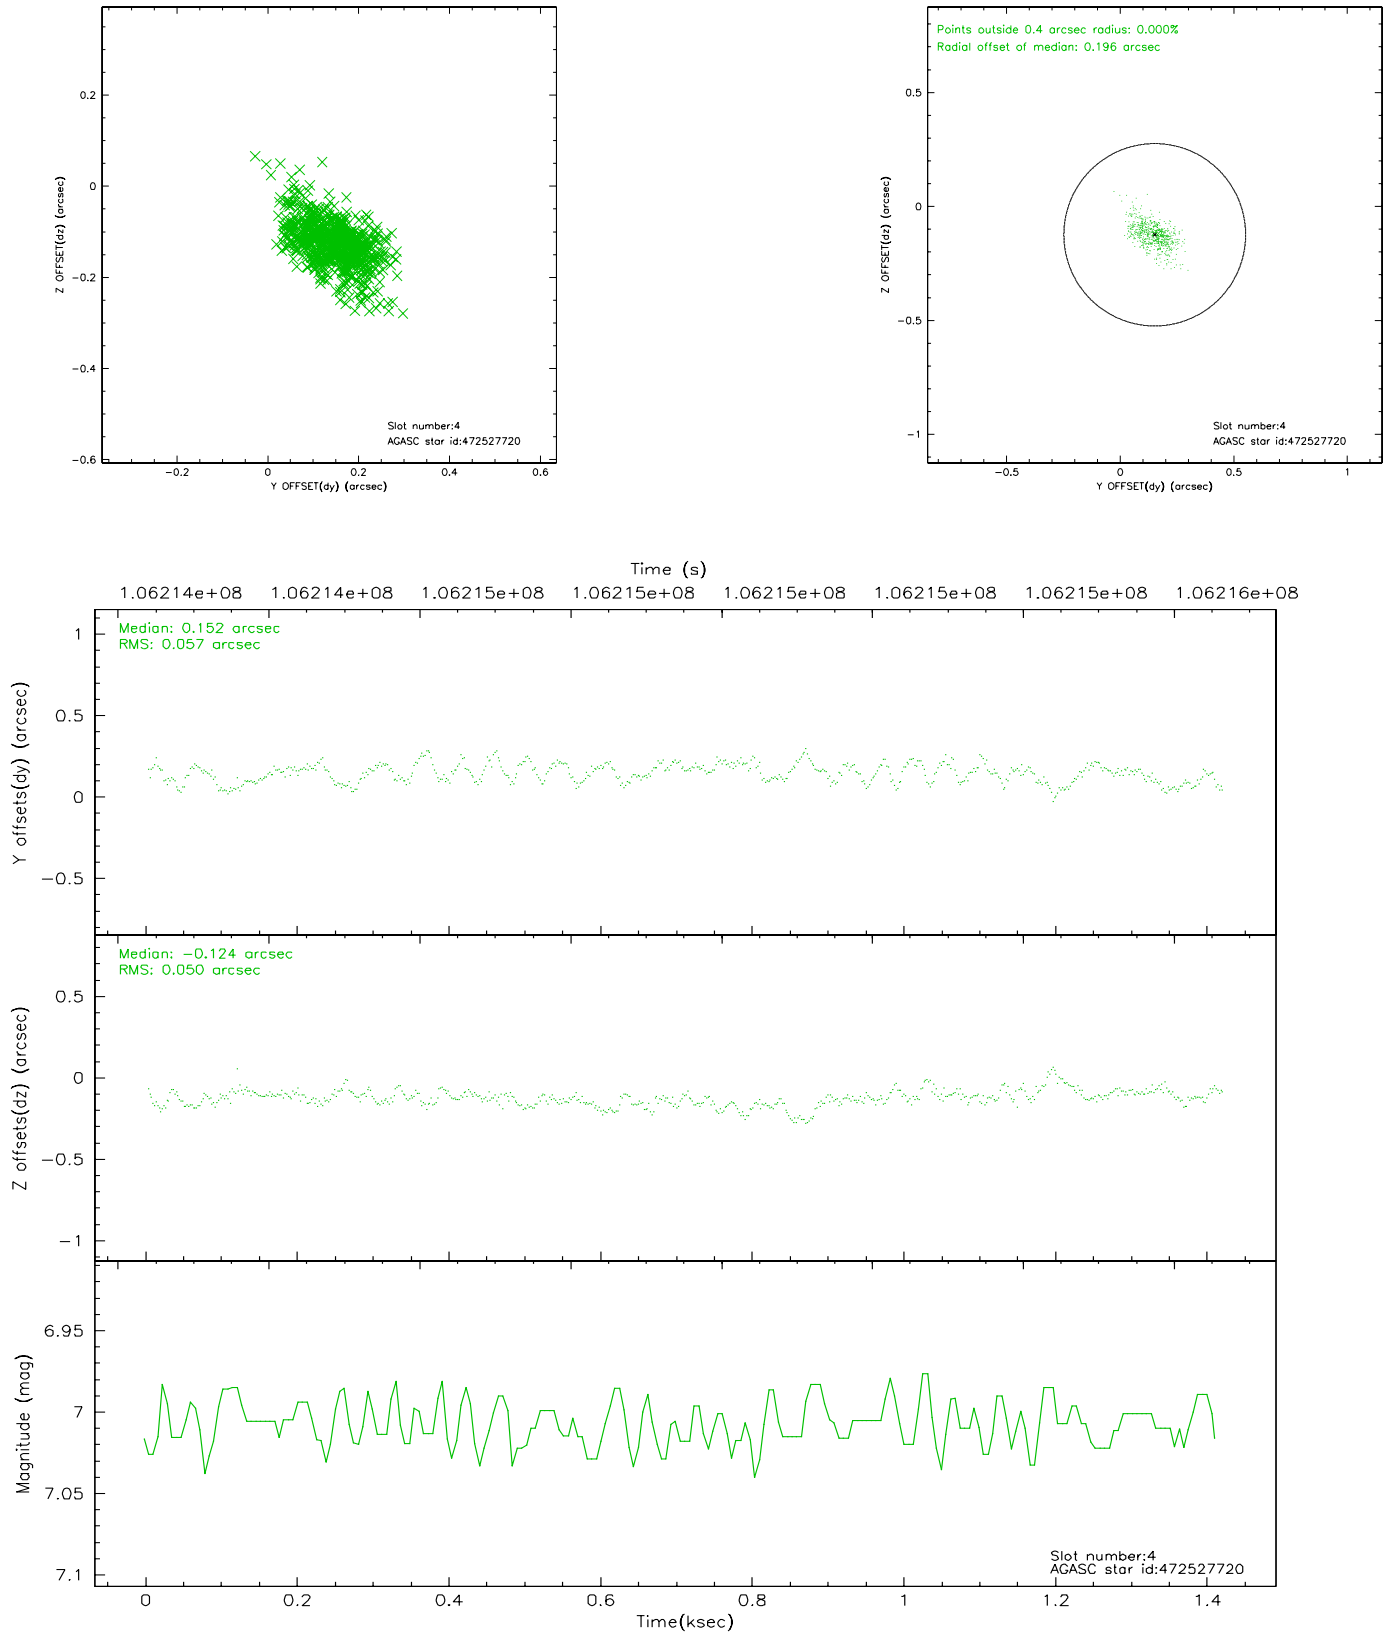 0.2
0
−0.2
−0.4
−0.6
Z OFFSET(dz) (arcsec)
−0.2
0
0.2
0.4
0.6
Y OFFSET(dy) (arcsec)
Slot number:4
AGASC star id:472527720
Points outside 0.4 arcsec radius: 0.000%
Radial offset of median: 0.196 arcsec
0.5
0
−0.5
−1
Z OFFSET(dz) (arcsec)
−0.5
0
0.5
1
Y OFFSET(dy) (arcsec)
Slot number:4
AGASC star id:472527720
Time (s)
1.06214e+08
1.06214e+08
1.06215e+08
1.06215e+08
1.06215e+08
1.06215e+08
1.06215e+08
1.06216e+08
Median: 0.152 arcsec
RMS: 0.057 arcsec
1
0.5
0
−0.5
Y offsets(dy) (arcsec)
Median: −0.124 arcsec
RMS: 0.050 arcsec
0.5
0
−0.5
−1
Z offsets(dz) (arcsec)
6.95
7
7.05
7.1
Magnitude (mag)
Slot number:4
AGASC star id:472527720
0
0.2
0.4
0.6
0.8
1
1.2
1.4
Time(ksec)